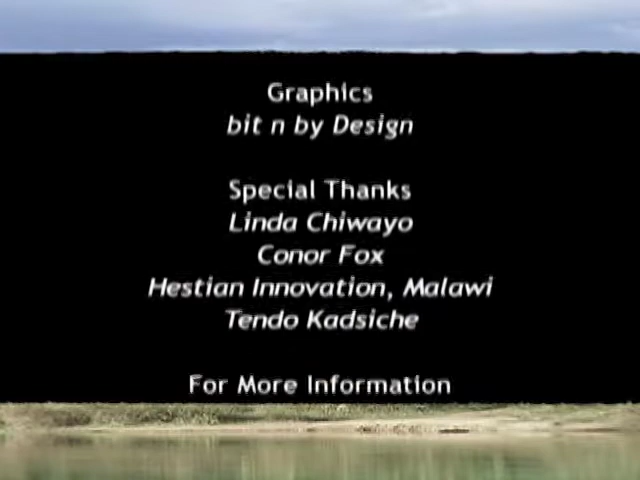 Graphics
bit n by Design
Special Thanks
Linda Chiwayo
Conor Fox
Hestian Innovation, Malawi
Tendo Kadsiche
For More Information